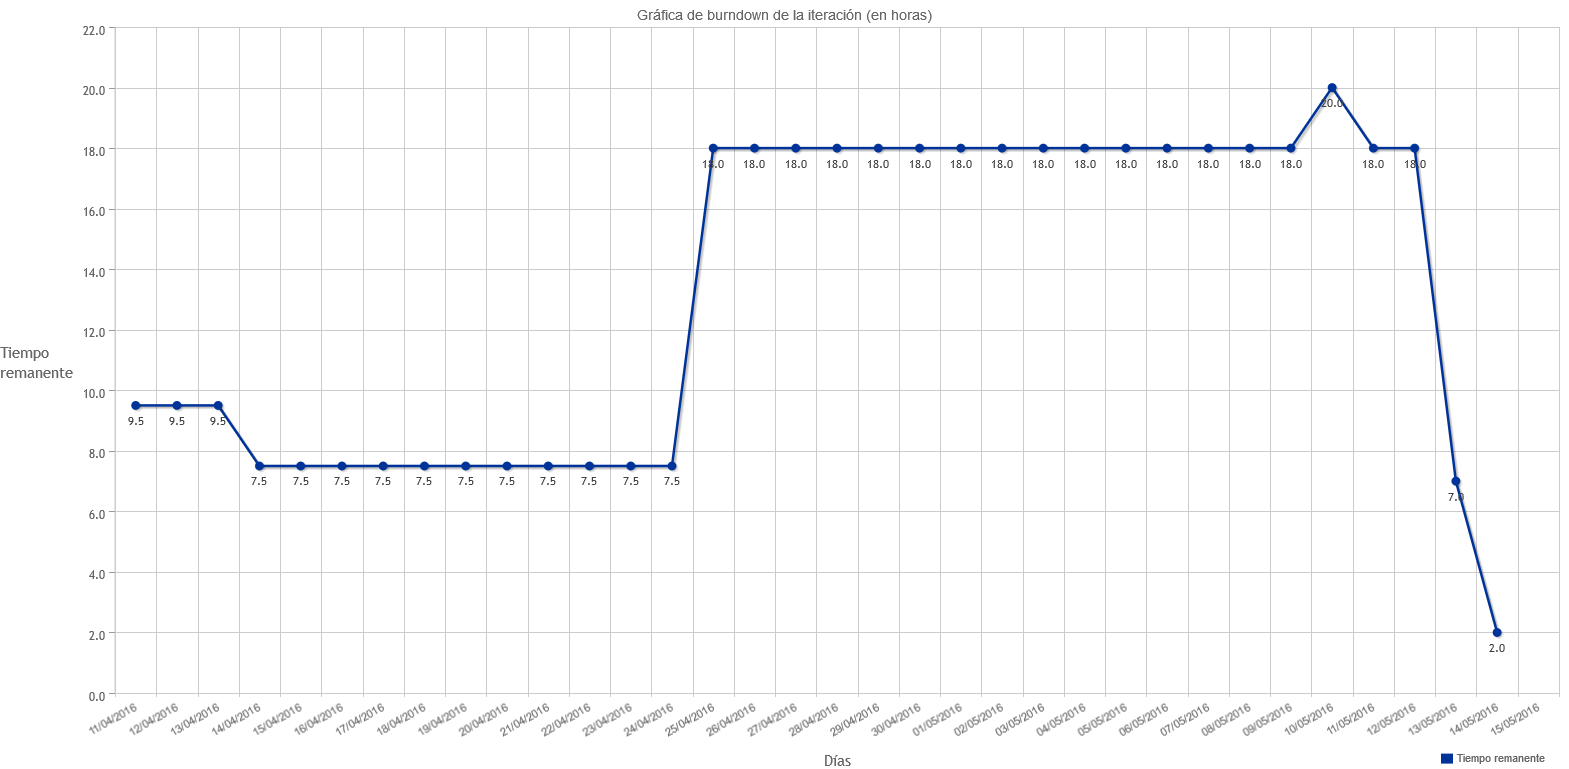 Gráfica de burndown de la iteración (en horas)
22.0
20.0
18.0
16.0
14.0
12.0
10.0
8.0
6.0
4.0
2.0
0.0
Tiempo
remanente
9.5 9.5 9.5 7.5 7.5 7.5 7.5 7.5 7.5 7.5 7.5 7.5 7.5 7.5 18.0 18.0 18.0 18.0 18.0 18.0 18.0 18.0 18.0 18.0 18.0 18.0 18.0 18.0 18.0 20.0 18.0 18.0 7.0 2.0
11/04/2016 12/04/2016 13/04/2016 14/04/2016 15/04/2016 16/04/2016 17/04/2016 18/04/2016 19/04/2016 20/04/2016 21/04/2016 22/04/2016 23/04/2016 24/04/2016 25/04/2016 26/04/2016 27/04/2016 28/04/2016 29/04/2016 30/04/2016 01/05/2016 02/05/2016 03/05/2016 04/05/2016 05/05/2016 06/05/2016 07/05/2016 08/05/2016 09/05/2016 10/05/2016 11/05/2016 12/05/2016 13/05/2016 14/05/2016 15/05/2016
Días
Tiempo remanente